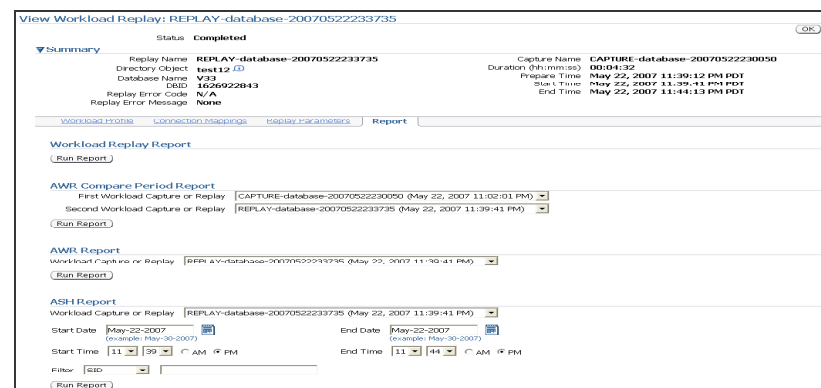 View Workload Replay: REPLAY-database-20070522233735
OK
Status Completed
Summary
Replay Name REPLAY-database-20070522233735
Directory Object test12
Database Name V33
DBID 1626922843
Replay Error Code N/A
Replay Error Message None
Capture Name CAPTURE-database-20070522230050
Duration (hh:mm:ss) 00:04:32
Prepare Time May 22, 2007 11:39:12 PM PDT
Start Time May 22, 2007 11:39:41 PM PDT
End Time May 22, 2007 11:44:13 PM PDT
Workload Profile Connection Mappings Replay Parameters Report
Workload Replay Report
Run Report
AWR Compare Period Report
First Workload Capture or Replay CAPTURE-database-20070522230050 (May 22, 2007 11:02:01 PM)
Second Workload Capture or Replay REPLAY-database-20070522233735 (May 22, 2007 11:39:41 PM)
Run Report
AWR Report
Workload Capture or Replay REPLAY-database-20070522233735 (May 22, 2007 11:39:41 PM)
Run Report
ASH Report
Workload Capture or Replay REPLAY-database-20070522233735 (May 22, 2007 11:39:41 PM)
Start Date May-22-2007 End Date May-22-2007
(example: May-30-2007) (example: May-30-2007)
Start Time 11 39 AM PM End Time 11 44 AM PM
Filter SID
Run Report